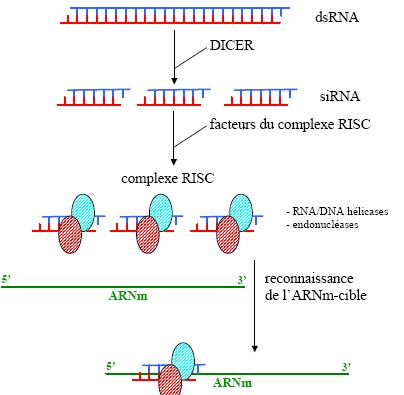 dsRNA
DICER
siRNA
facteurs du complexe RISC
complexe RISC
- RNA/DNA hélicases
- endonucléases
5’ 3’
ARNm
reconnaissance
de l’ARNm-cible
5’ 3’
ARNm